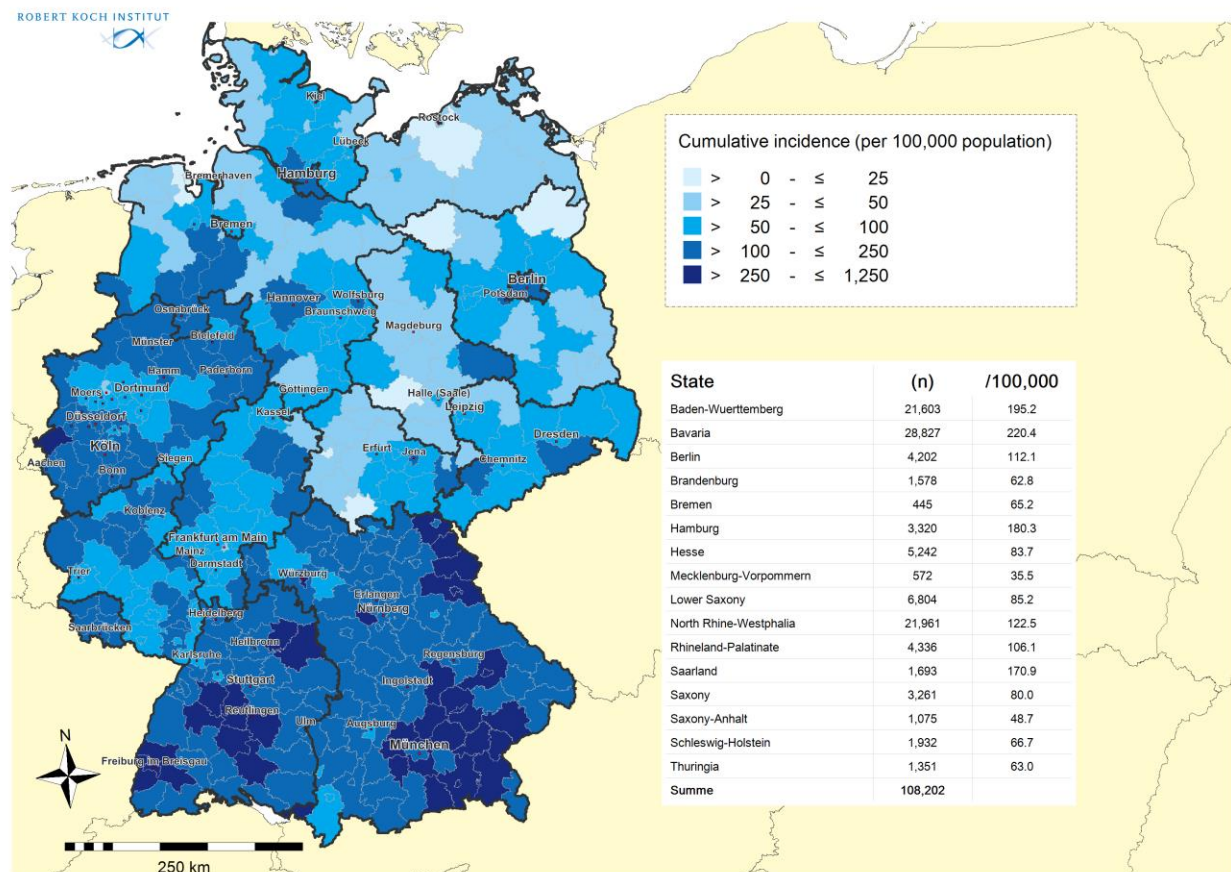 ROBERT KOCH INSTITUT
Kiel
Rostock
Lübeck
Bremerhaven
Hamburg
Bremen
Berlin
Hannover
Wolfsburg
Potsdam
Osnabrück
Braunschweig
Magdeburg
Münster
Bielefeld
Hamm
Paderborn
Moers
Dortmund
Göttingen
Halle (Saale)
Düsseldorf
Kassel
Leipzig
Köln
Dresden
Aachen
Siegen
Erfurt
Jena
Chemnitz
Bonn
Koblenz
Frankfurt am Main
Mainz
Trier
Darmstadt
Würzburg
Erlangen
Nürnberg
Heidelberg
Saarbrücken
Heilbronn
Karlsruhe
Regensburg
Stuttgart
Ingolstadt
Reutlingen
Ulm
Augsburg
München
Freiburg im Breisgau
N
250 km
Cumulative incidence (per 100,000 population)
> 0 - ≤ 25
> 25 - ≤ 50
> 50 - ≤ 100
> 100 - ≤ 250
> 250 - ≤ 1,250
State (n) /100,000
Baden-Wuerttemberg 21,603 195.2
Bavaria 28,827 220.4
Berlin 4,202 112.1
Brandenburg 1,578 62.8
Bremen 445 65.2
Hamburg 3,320 180.3
Hesse 5,242 83.7
Mecklenburg-Vorpommern 572 35.5
Lower Saxony 6,804 85.2
North Rhine-Westphalia 21,961 122.5
Rhineland-Palatinate 4,336 106.1
Saarland 1,693 170.9
Saxony 3,261 80.0
Saxony-Anhalt 1,075 48.7
Schleswig-Holstein 1,932 66.7
Thuringia 1,351 63.0
Summe 108,202